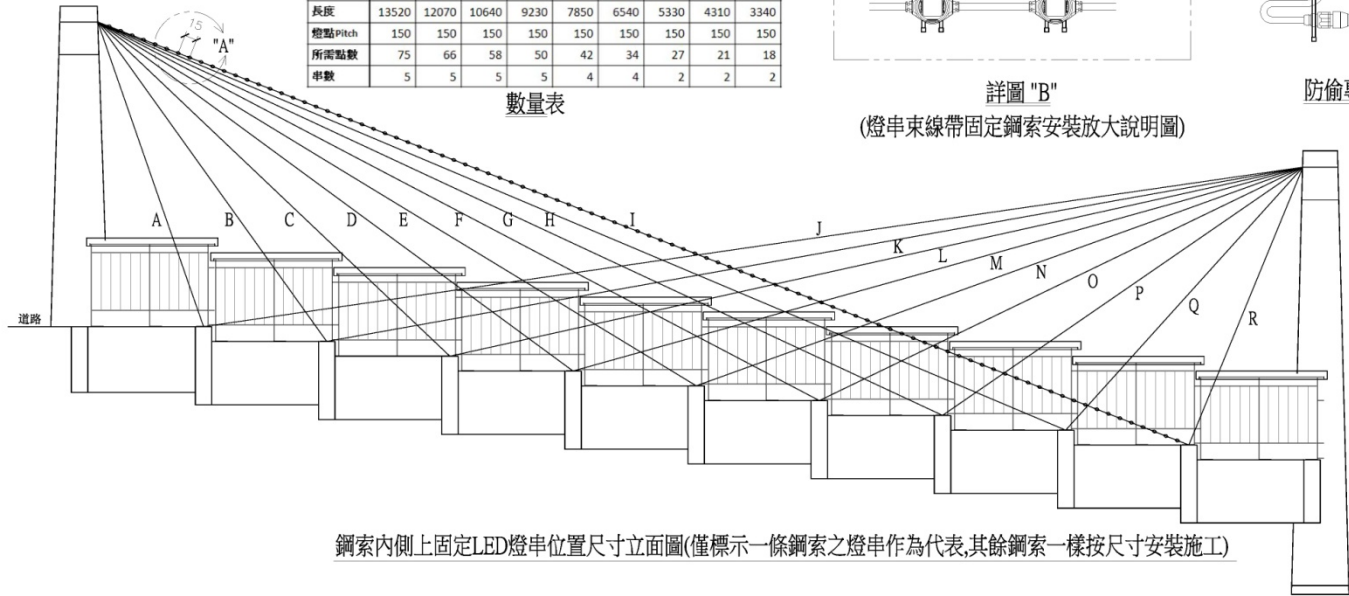 長度 13520 12070 10640 9230 7850 6540 5330 4310 3340
燈點Pitch 150 150 150 150 150 150 150 150 150
所需點數 75 66 58 50 42 34 27 21 18
串數 5 5 5 5 4 4 2 2 2
數量表
15
"A"
詳圖 "B"
(燈串束線帶固定鋼索安裝放大說明圖)
防偷
A B C D E F G H I
J
K L M N O P Q R
道路
鋼索內側上固定LED燈串位置尺寸立面圖(僅標示一條鋼索之燈串作為代表,其餘鋼索一樣按尺寸安裝施工)